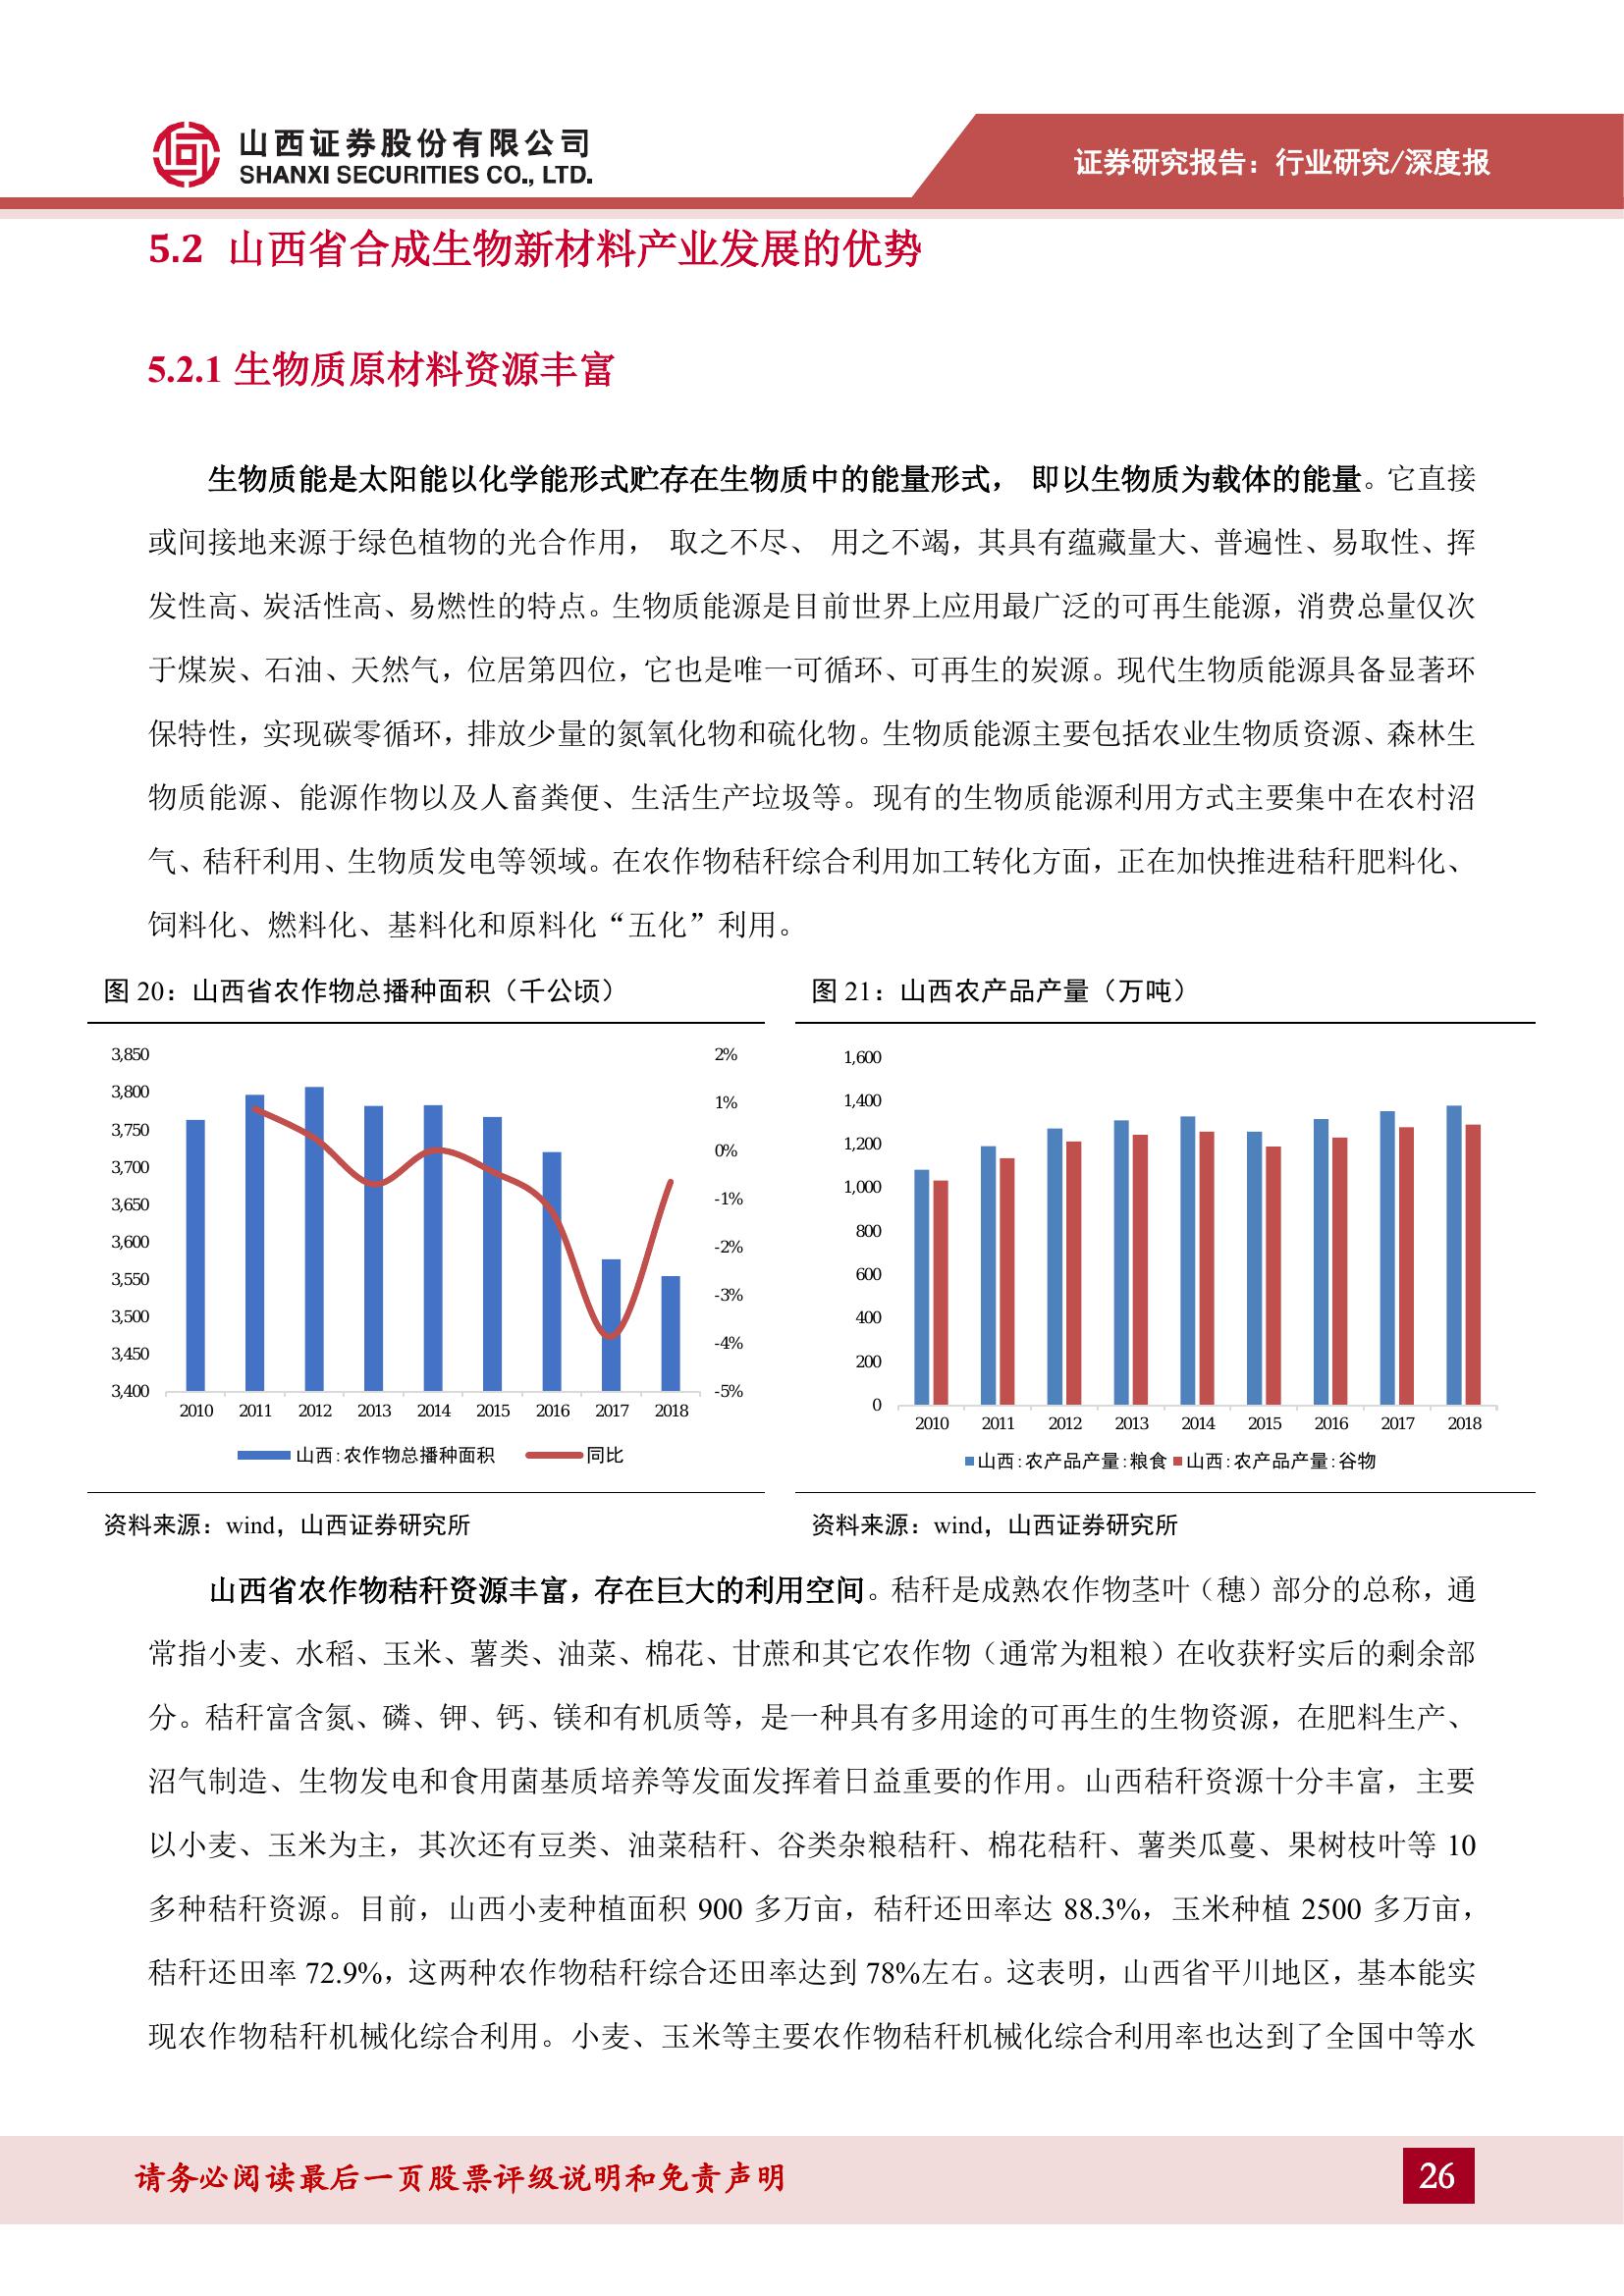 山西证券股份有限公司
SHANXI SECURITIES CO., LTD.
证券研究报告：行业研究/深度报
5.2 山西省合成生物新材料产业发展的优势
5.2.1 生物质原材料资源丰富
生物质能是太阳能以化学能形式贮存在生物质中的能量形式， 即以生物质为载体的能量。它直接
或间接地来源于绿色植物的光合作用， 取之不尽、 用之不竭，其具有蕴藏量大、普遍性、易取性、挥
发性高、炭活性高、易燃性的特点。生物质能源是目前世界上应用最广泛的可再生能源，消费总量仅次
于煤炭、石油、天然气，位居第四位，它也是唯一可循环、可再生的炭源。现代生物质能源具备显著环
保特性，实现碳零循环，排放少量的氮氧化物和硫化物。生物质能源主要包括农业生物质资源、森林生
物质能源、能源作物以及人畜粪便、生活生产垃圾等。现有的生物质能源利用方式主要集中在农村沼
气、秸秆利用、生物质发电等领域。在农作物秸秆综合利用加工转化方面，正在加快推进秸秆肥料化、
饲料化、燃料化、基料化和原料化“五化”利用。
图 20：山西省农作物总播种面积（千公顷）
3,850
3,800
3,750
3,700
3,650
3,600
3,550
3,500
3,450
3,400
2%
1%
0%
-1%
-2%
-3%
-4%
-5%
2010 2011 2012 2013 2014 2015 2016 2017 2018
山西:农作物总播种面积 同比
资料来源：wind，山西证券研究所
图 21：山西农产品产量（万吨）
1,600
1,400
1,200
1,000
800
600
400
200
0
2010 2011 2012 2013 2014 2015 2016 2017 2018
山西:农产品产量:粮食 山西:农产品产量:谷物
资料来源：wind，山西证券研究所
山西省农作物秸秆资源丰富，存在巨大的利用空间。秸秆是成熟农作物茎叶（穗）部分的总称，通
常指小麦、水稻、玉米、薯类、油菜、棉花、甘蔗和其它农作物（通常为粗粮）在收获籽实后的剩余部
分。秸秆富含氮、磷、钾、钙、镁和有机质等，是一种具有多用途的可再生的生物资源，在肥料生产、
沼气制造、生物发电和食用菌基质培养等发面发挥着日益重要的作用。山西秸秆资源十分丰富，主要
以小麦、玉米为主，其次还有豆类、油菜秸秆、谷类杂粮秸秆、棉花秸秆、薯类瓜蔓、果树枝叶等 10
多种秸秆资源。目前，山西小麦种植面积 900 多万亩，秸秆还田率达 88.3%，玉米种植 2500 多万亩，
秸秆还田率 72.9%，这两种农作物秸秆综合还田率达到 78%左右。这表明，山西省平川地区，基本能实
现农作物秸秆机械化综合利用。小麦、玉米等主要农作物秸秆机械化综合利用率也达到了全国中等水
请务必阅读最后一页股票评级说明和免责声明
26